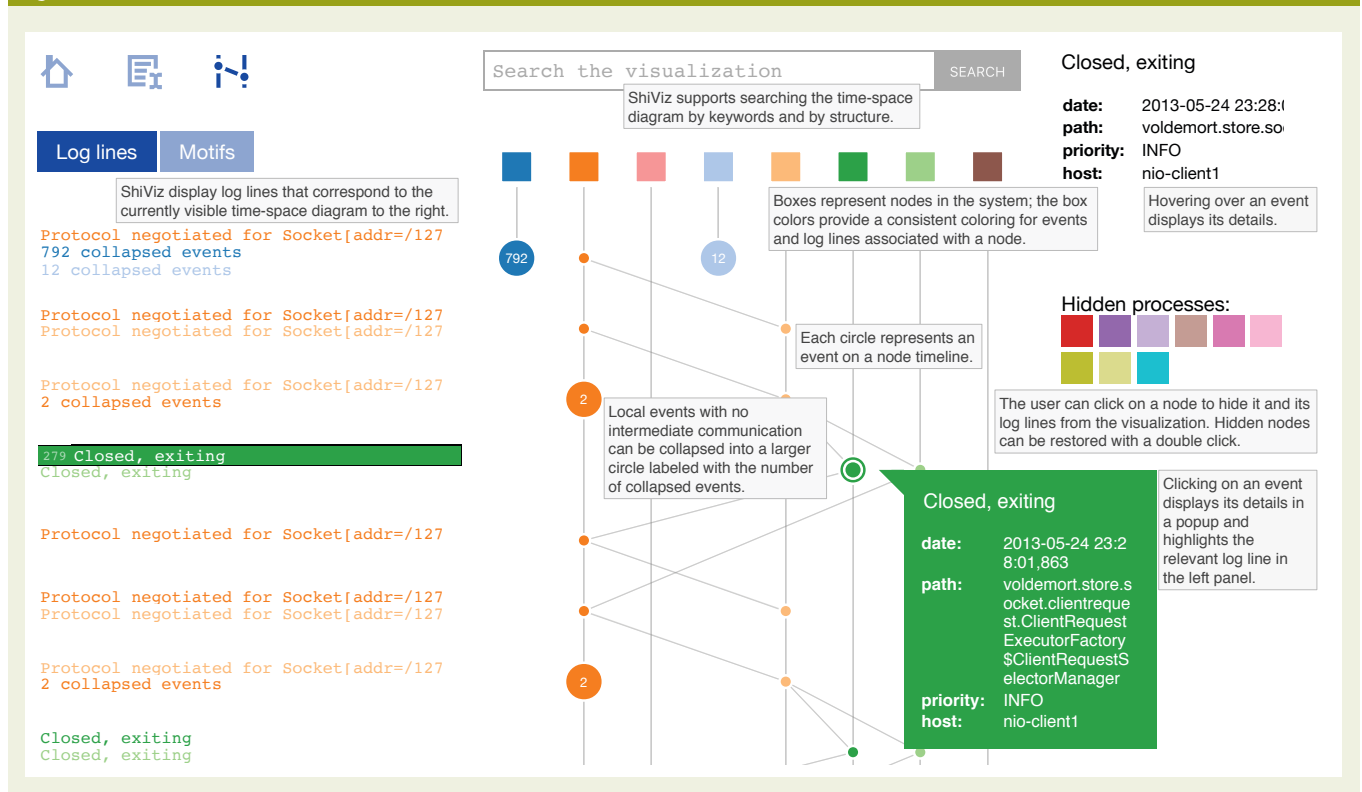 Search the visualization
SEARCH
ShiViz supports searching the time-space
diagram by keywords and by structure.
Closed, exiting
date: 2013-05-24 23:28:(
path: voldemort.store.so
priority: INFO
host: nio-client1
Hovering over an event
displays its details.
Log lines
Motifs
ShiViz display log lines that correspond to the
currently visible time-space diagram to the right.
Boxes represent nodes in the system; the box
colors provide a consistent coloring for events
and log lines associated with a node.
Protocol negotiated for Socket[addr=/127
792 collapsed events
12 collapsed events
792
12
Protocol negotiated for Socket[addr=/127
Protocol negotiated for Socket[addr=/127
Each circle represents an
event on a node timeline.
Hidden processes:
The user can click on a node to hide it and its
log lines from the visualization. Hidden nodes
can be restored with a double click.
Protocol negotiated for Socket[addr=/127
2 collapsed events
2
Local events with no
intermediate communication
can be collapsed into a larger
circle labeled with the number
of collapsed events.
279 Closed, exiting
Closed, exiting
Closed, exiting
date: 2013-05-24 23:2
8:01,863
path: voldemort.store.s
ocket.clientreque
st.ClientRequest
ExecutorFactory
$ClientRequestS
electorManager
priority: INFO
host: nio-client1
Clicking on an event
displays its details in
a popup and
highlights the
relevant log line in
the left panel.
Protocol negotiated for Socket[addr=/127
Protocol negotiated for Socket[addr=/127
Protocol negotiated for Socket[addr=/127
Protocol negotiated for Socket[addr=/127
2 collapsed events
2
Closed, exiting
Closed, exiting